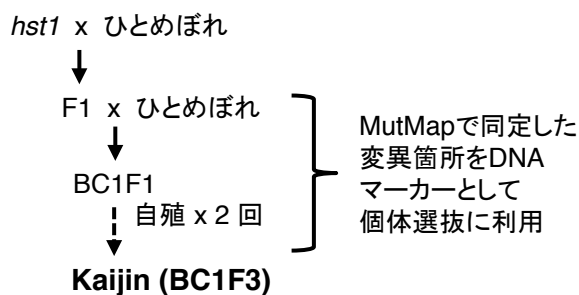 hst1 x ひとめぼれ
F1 x ひとめぼれ
BC1F1
自殖 x 2 回
Kaijin (BC1F3)
MutMapで同定した
変異箇所をDNA
マーカーとして
個体選抜に利用